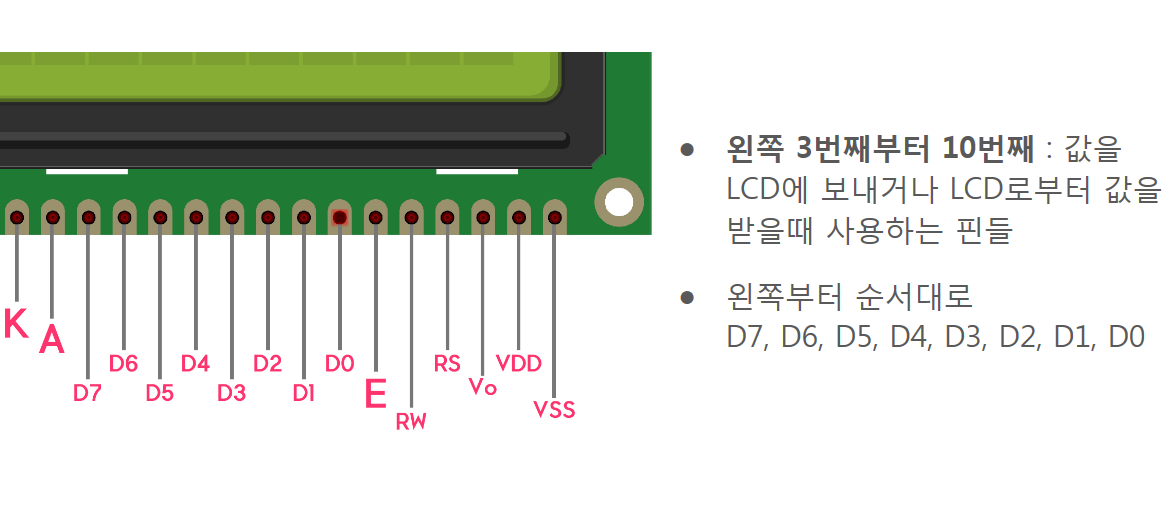 K
A
D7
D6
D5
D4
D3
D2
D1
D0
E
RW
RS
Vo
VDD
VSS
● 왼쪽 3번째부터 10번째 : 값을
LCD에 보내거나 LCD로부터 값을
받을때 사용하는 핀들
● 왼쪽부터 순서대로
D7, D6, D5, D4, D3, D2, D1, D0